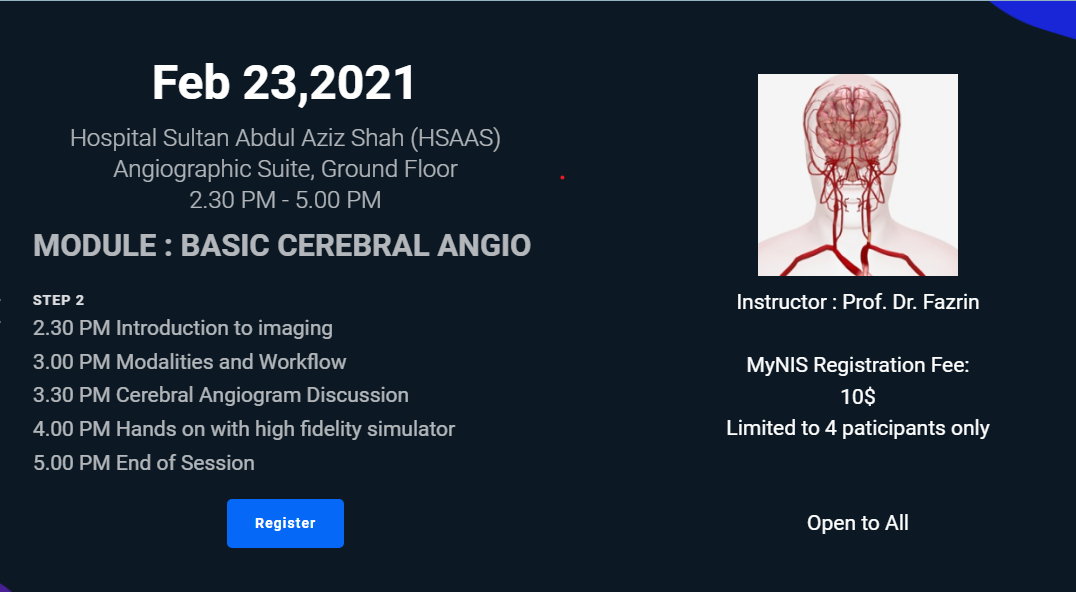 Feb 23,2021
Hospital Sultan Abdul Aziz Shah (HSAAS)
Angiographic Suite, Ground Floor
2.30 PM - 5.00 PM
MODULE : BASIC CEREBRAL ANGIO
STEP 2
2.30 PM Introduction to imaging
3.00 PM Modalities and Workflow
3.30 PM Cerebral Angiogram Discussion
4.00 PM Hands on with high fidelity simulator
5.00 PM End of Session
Register
Instructor : Prof. Dr. Fazrin
MyNIS Registration Fee:
10$
Limited to 4 paticipants only
Open to All